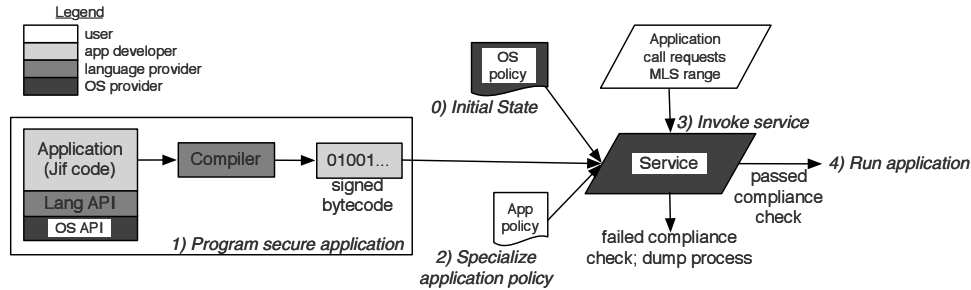 Legend
user
app developer
language provider
OS provider
OS
policy
0) Initial State
Application
call requests
MLS range
3) Invoke service
Application
(Jif code)
Lang API
OS API
Compiler
01001...
signed
bytecode
1) Program secure application
App
policy
2) Specialize
application policy
Service
4) Run application
passed
compliance
check
failed compliance
check; dump process